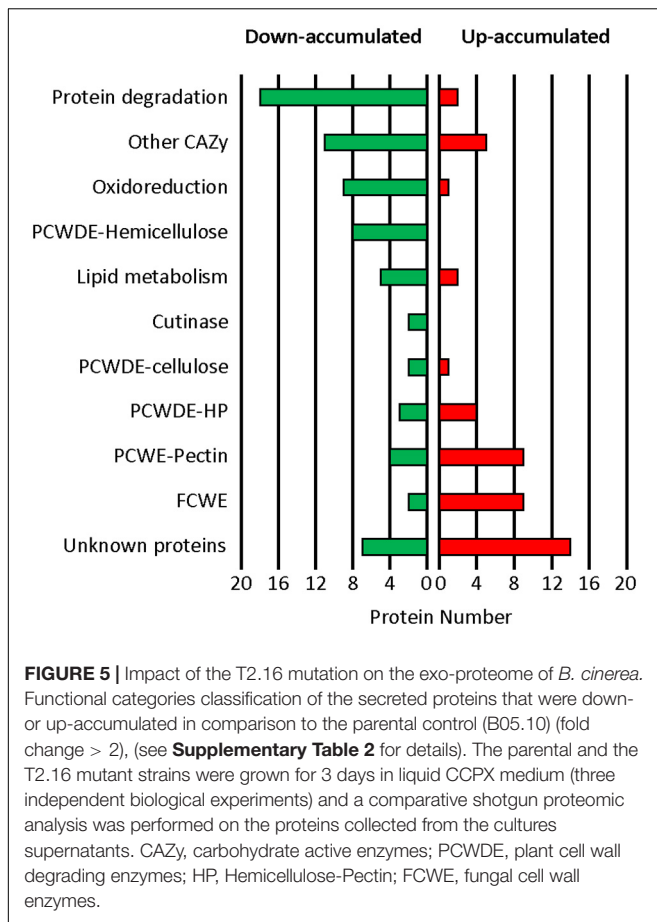 Down-accumulated Up-accumulated
Protein degradation
Other CAZy
Oxidoreduction
PCWDE-Hemicellulose
Lipid metabolism
Cutinase
PCWDE-cellulose
PCWDE-HP
PCWE-Pectin
FCWE
Unknown proteins
20 16 12 8 4 0 0 4 8 12 16 20
Protein Number
FIGURE 5 | Impact of the T2.16 mutation on the exo-proteome of B. cinerea.
Functional categories classification of the secreted proteins that were down-
or up-accumulated in comparison to the parental control (B05.10) (fold
change > 2), (see Supplementary Table 2 for details). The parental and the
T2.16 mutant strains were grown for 3 days in liquid CCPX medium (three
independent biological experiments) and a comparative shotgun proteomic
analysis was performed on the proteins collected from the cultures
supernatants. CAZy, carbohydrate active enzymes; PCWDE, plant cell wall
degrading enzymes; HP, Hemicellulose-Pectin; FCWE, fungal cell wall
enzymes.